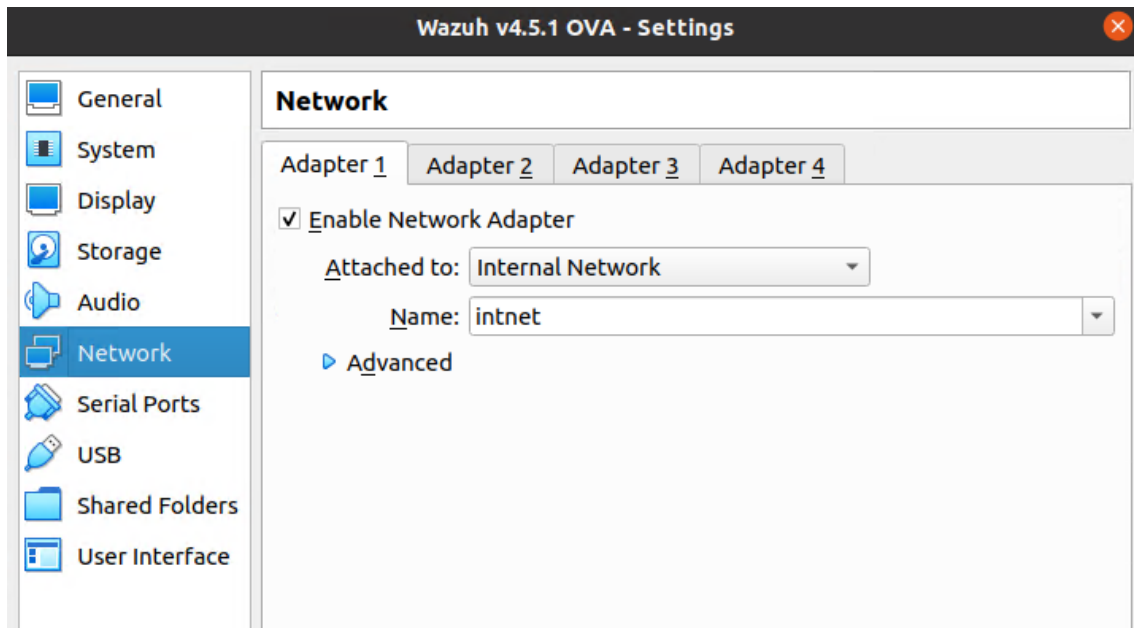 Wazuh v4.5.1 OVA - Settings
General
System
Display
Storage
Audio
Network
Serial Ports
USB
Shared Folders
User Interface
Network
Adapter 1 Adapter 2 Adapter 3 Adapter 4
Enable Network Adapter
Attached to: Internal Network
Name: intnet
Advanced